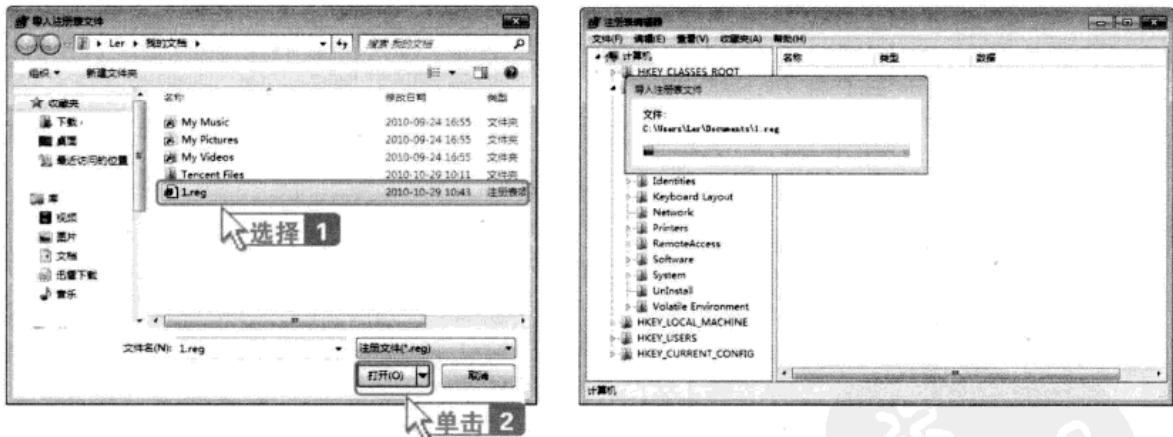 导入注册表文件
Ler ▸ 我的文档 ▸
搜索 我的文档
组织 新建文件夹
收藏夹
下载
桌面
最近访问的位置
库
视频
图片
文档
迅雷下载
音乐
名称 修改日期 类型
My Music 2010-09-24 16:55 文件夹
My Pictures 2010-09-24 16:55 文件夹
My Videos 2010-09-24 16:55 文件夹
Tencent Files 2010-10-29 10:11 文件夹
1.reg 2010-10-29 10:43 注册表项
选择 1
文件名(N): 1.reg 注册文件(*.reg)
打开(O) 取消
单击 2
注册表编辑器
文件(F) 编辑(E) 查看(V) 收藏夹(A) 帮助(H)
计算机
HKEY_CLASSES_ROOT
名称 类型 数据
导入注册表文件
文件:
C:\Users\Ler\Documents\1.reg
Identities
Keyboard Layout
Network
Printers
RemoteAccess
Software
System
UnInstall
Volatile Environment
HKEY_LOCAL_MACHINE
HKEY_USERS
HKEY_CURRENT_CONFIG
计算机